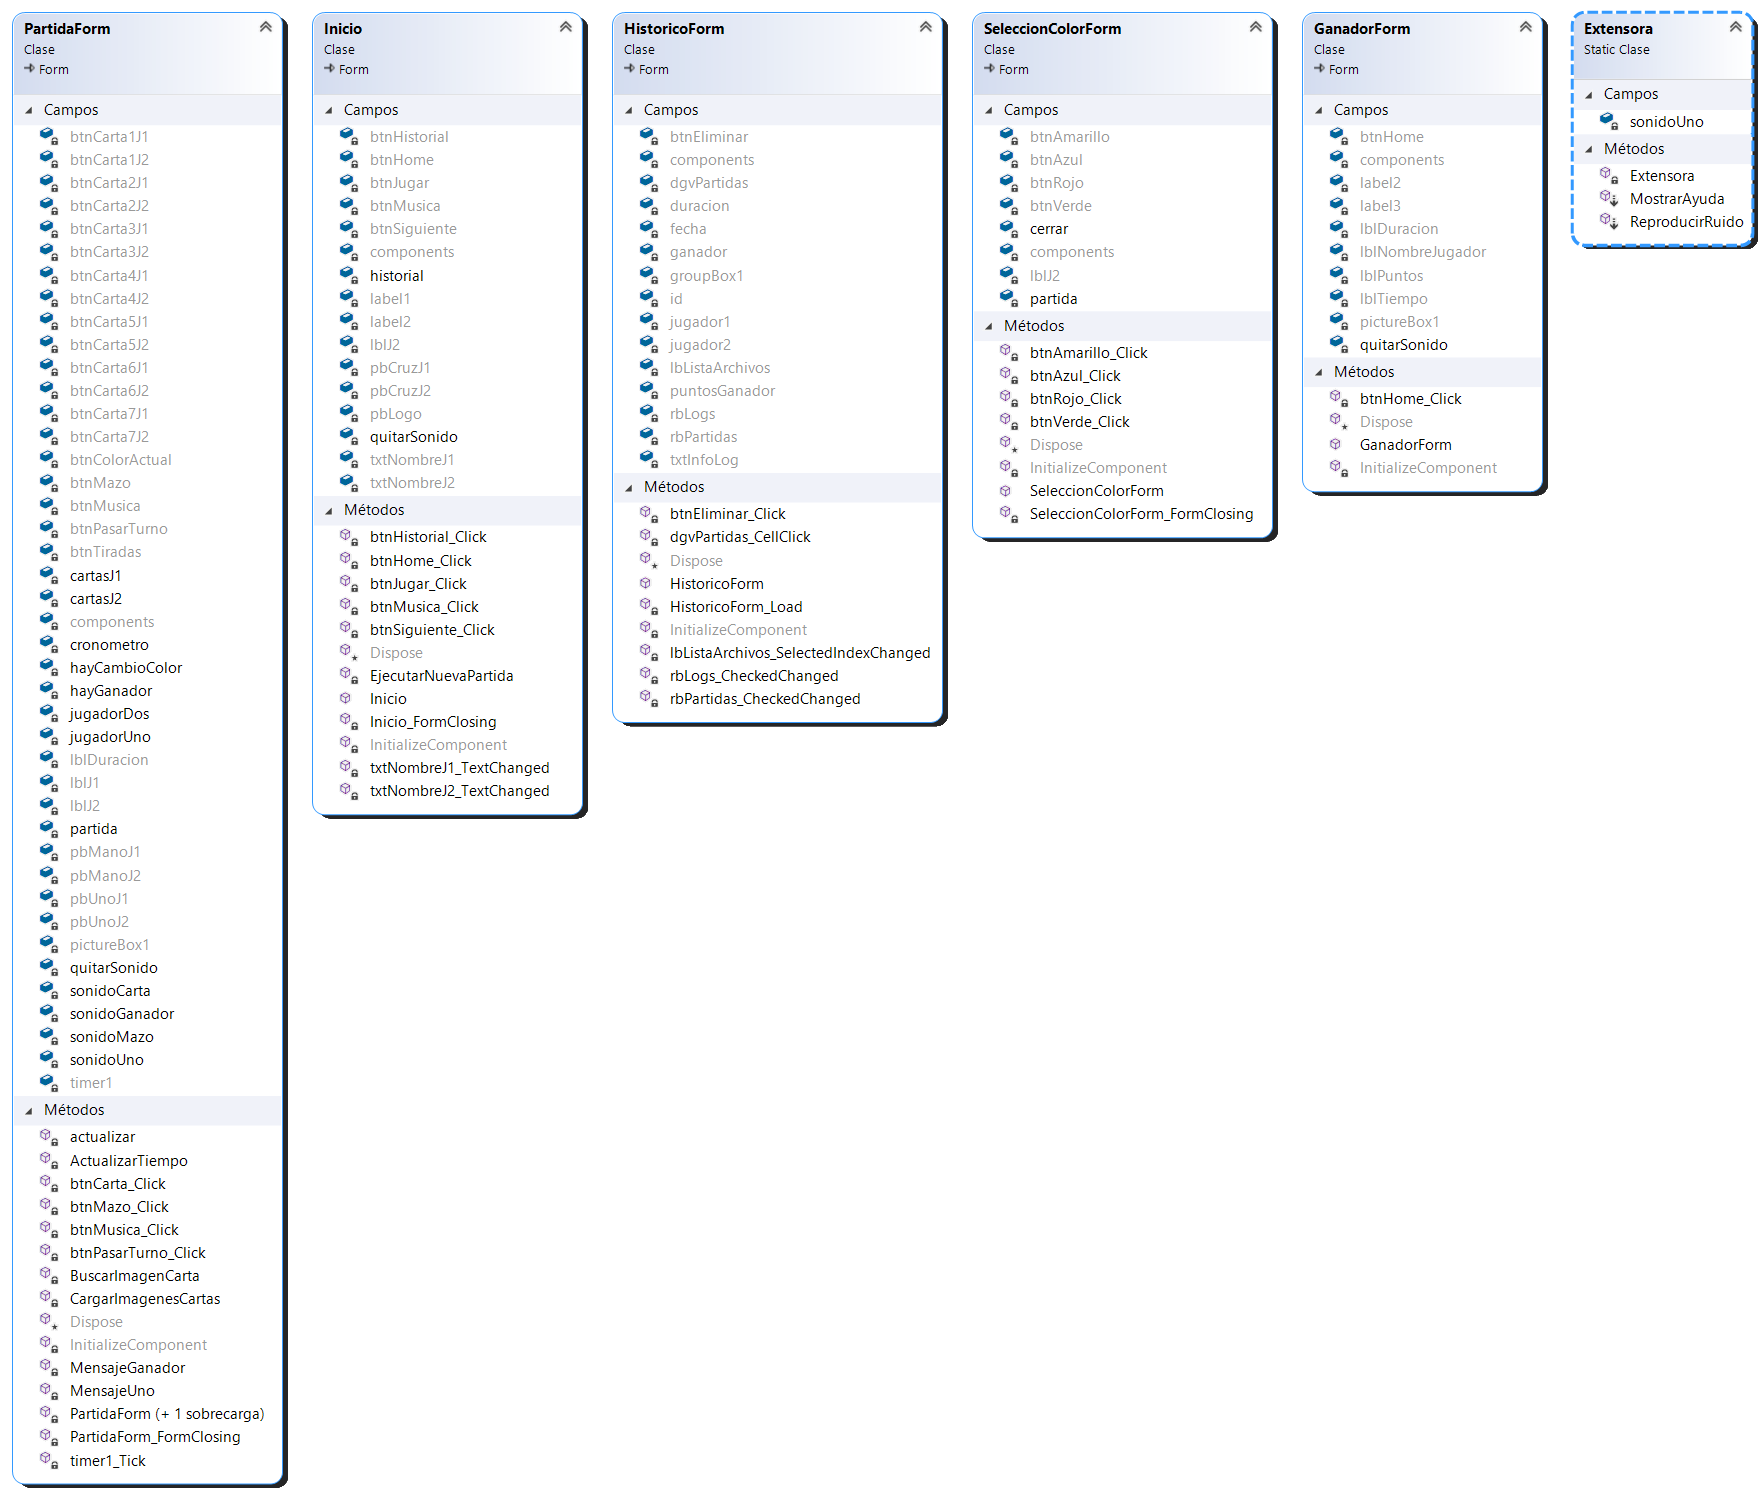 PartidaForm
Clase
Form
Campos
btnCarta1J1
btnCarta1J2
btnCarta2J1
btnCarta2J2
btnCarta3J1
btnCarta3J2
btnCarta4J1
btnCarta4J2
btnCarta5J1
btnCarta5J2
btnCarta6J1
btnCarta6J2
btnCarta7J1
btnCarta7J2
btnColorActual
btnMazo
btnMusica
btnPasarTurno
btnTiradas
cartasJ1
cartasJ2
components
cronometro
hayCambioColor
hayGanador
jugadorDos
jugadorUno
lblDuracion
lblJ1
lblJ2
partida
pbManoJ1
pbManoJ2
pbUnoJ1
pbUnoJ2
pictureBox1
quitarSonido
sonidoCarta
sonidoGanador
sonidoMazo
sonidoUno
timer1
Métodos
actualizar
ActualizarTiempo
btnCarta_Click
btnMazo_Click
btnMusica_Click
btnPasarTurno_Click
BuscarImagenCarta
CargarImagenesCartas
Dispose
InitializeComponent
MensajeGanador
MensajeUno
PartidaForm (+ 1 sobrecarga)
PartidaForm_FormClosing
timer1_Tick
Inicio
Clase
Form
Campos
btnHistorial
btnHome
btnJugar
btnMusica
btnSiguiente
components
historial
label1
label2
lblJ2
pbCruzJ1
pbCruzJ2
pbLogo
quitarSonido
txtNombreJ1
txtNombreJ2
Métodos
btnHistorial_Click
btnHome_Click
btnJugar_Click
btnMusica_Click
btnSiguiente_Click
Dispose
EjecutarNuevaPartida
Inicio
Inicio_FormClosing
InitializeComponent
txtNombreJ1_TextChanged
txtNombreJ2_TextChanged
HistoricoForm
Clase
Form
Campos
btnEliminar
components
dgvPartidas
duracion
fecha
ganador
groupBox1
id
jugador1
jugador2
lbListaArchivos
puntosGanador
rbLogs
rbPartidas
txtInfoLog
Métodos
btnEliminar_Click
dgvPartidas_CellClick
Dispose
HistoricoForm
HistoricoForm_Load
InitializeComponent
lbListaArchivos_SelectedIndexChanged
rbLogs_CheckedChanged
rbPartidas_CheckedChanged
SeleccionColorForm
Clase
Form
Campos
btnAmarillo
btnAzul
btnRojo
btnVerde
cerrar
components
lblJ2
partida
Métodos
btnAmarillo_Click
btnAzul_Click
btnRojo_Click
btnVerde_Click
Dispose
InitializeComponent
SeleccionColorForm
SeleccionColorForm_FormClosing
GanadorForm
Clase
Form
Campos
btnHome
components
label2
label3
lblDuracion
lblNombreJugador
lblPuntos
lblTiempo
pictureBox1
quitarSonido
Métodos
btnHome_Click
Dispose
GanadorForm
InitializeComponent
Extensora
Static Clase
Campos
sonidoUno
Métodos
Extensora
MostrarAyuda
ReproducirRuido